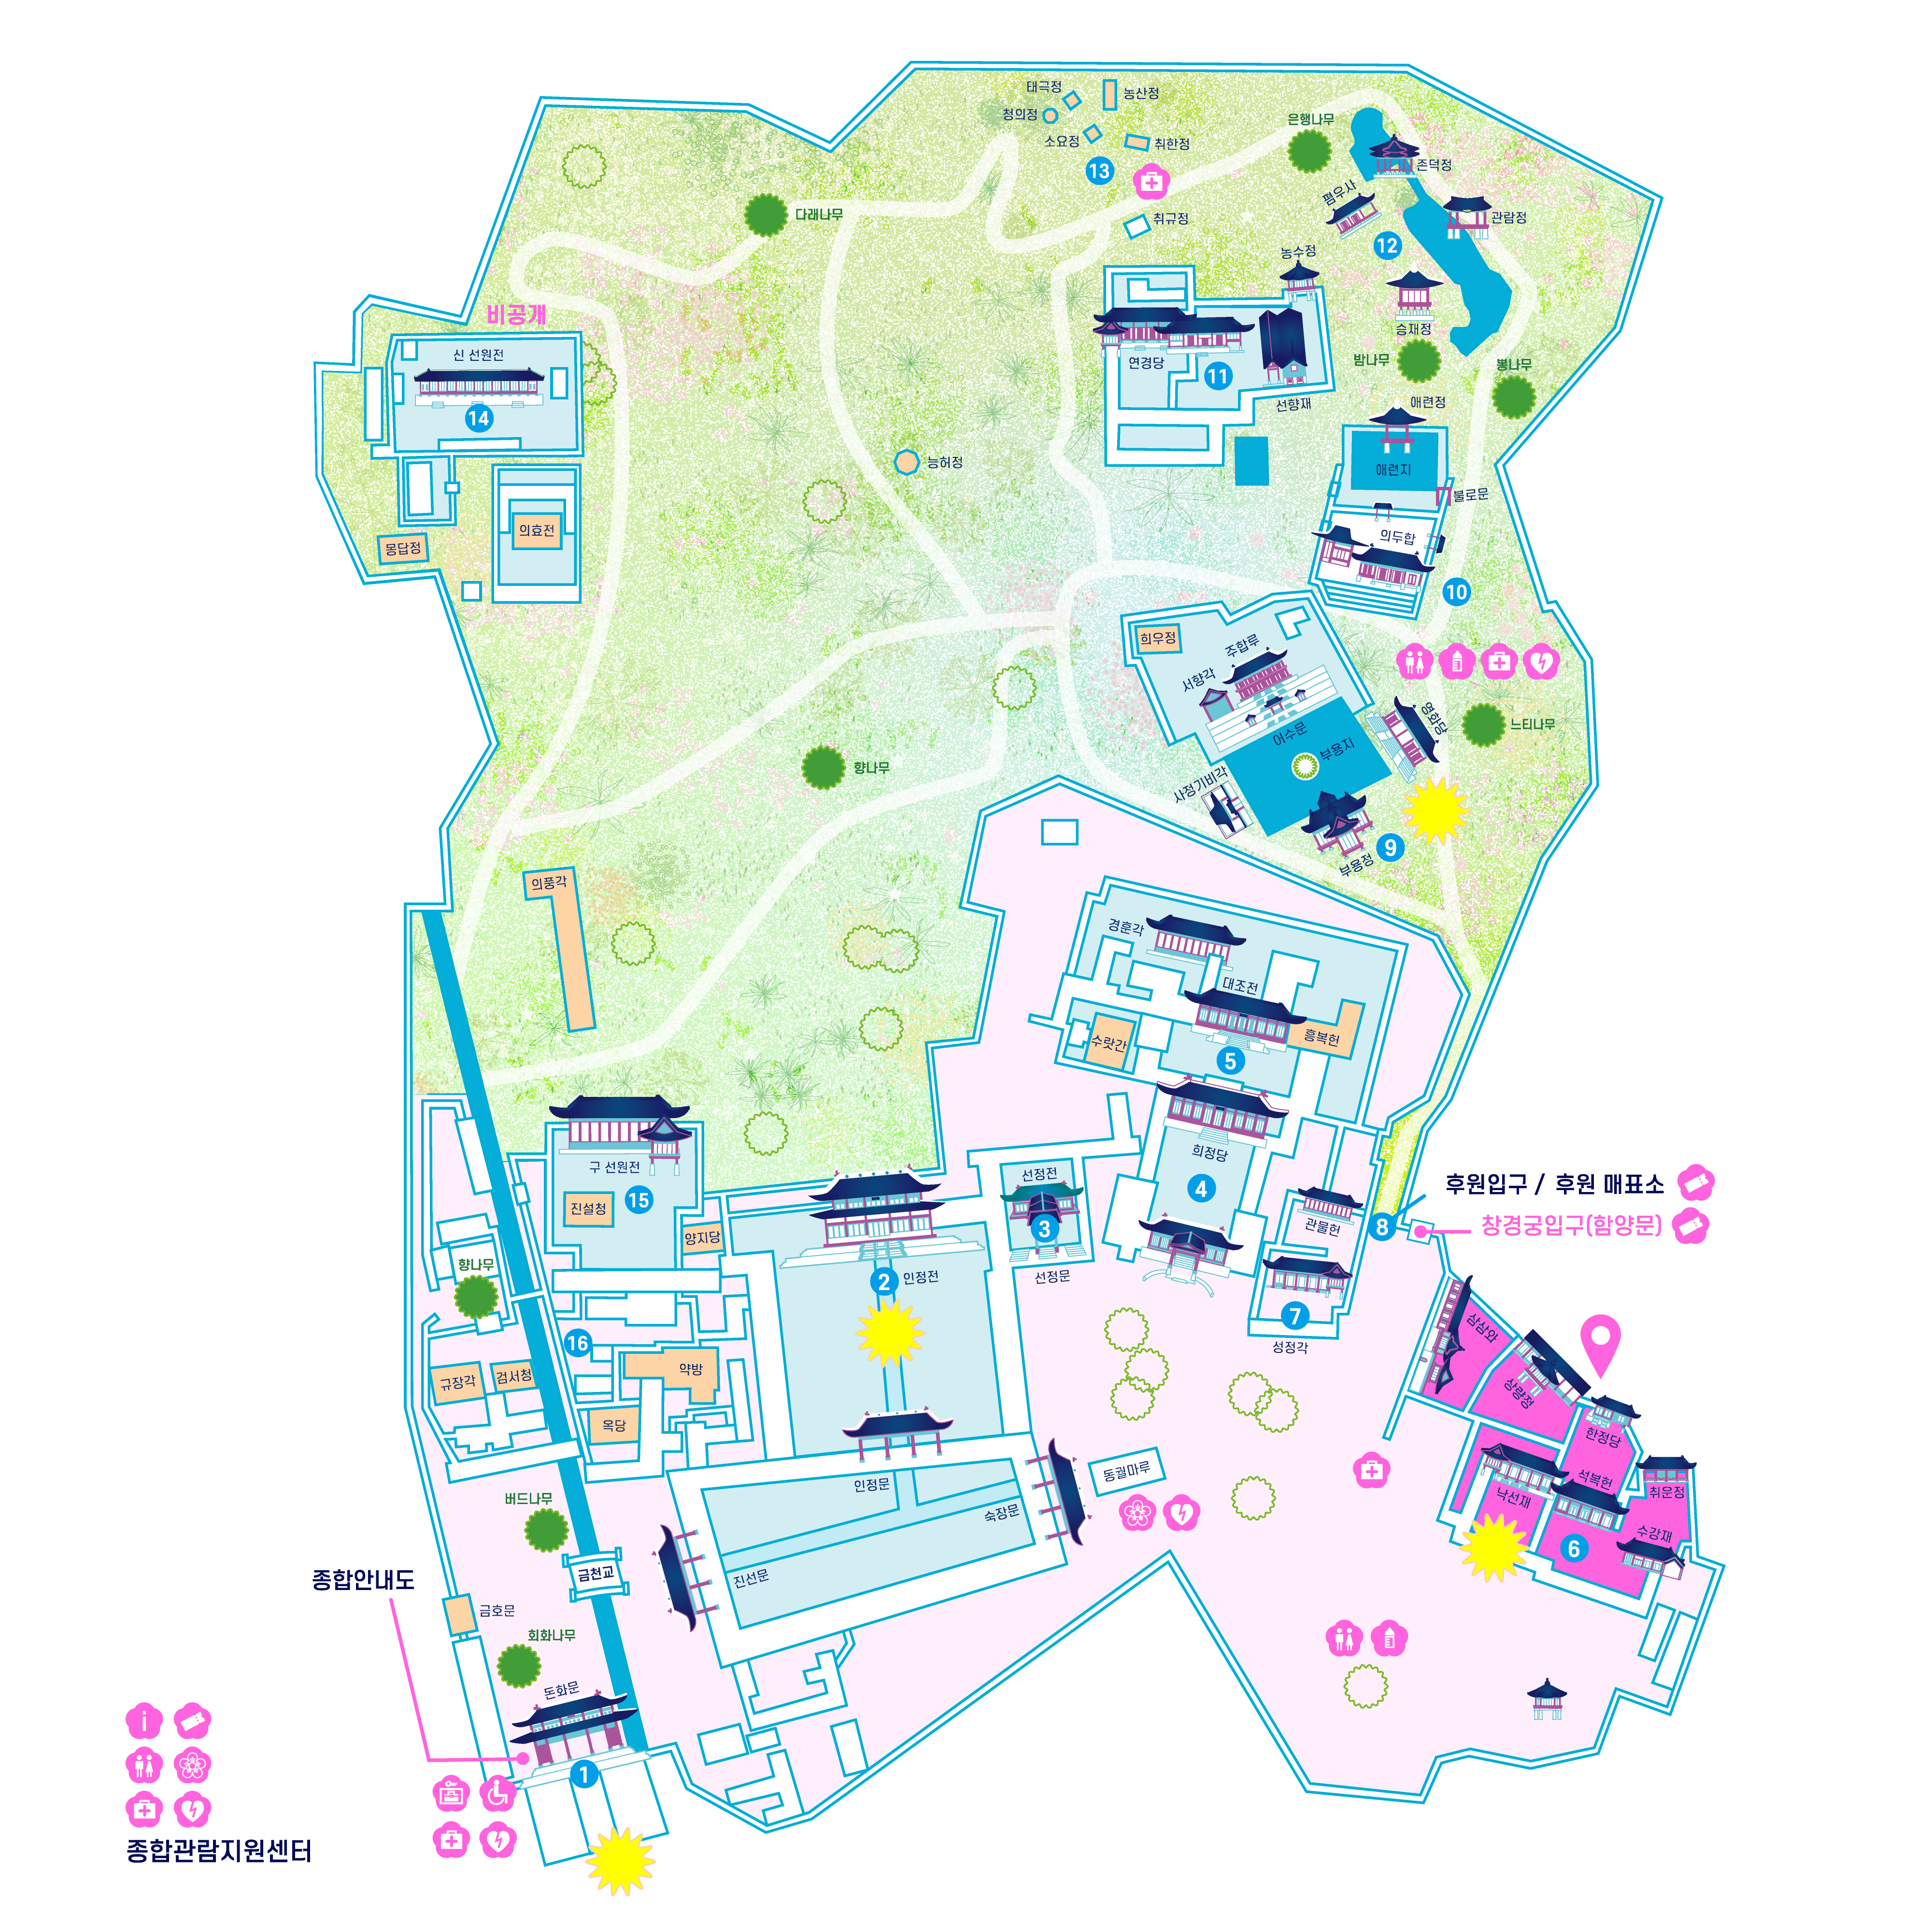 태극정
농산정
청의정
소요정
취한정
13
은행나무
존덕정
폄우사
관람정
12
다래나무
취규정
농수정
비공개
신 선원전
14
연경당
11
선향재
승재정
밤나무
뽕나무
애련정
애련지
불로문
능허정
의효전
몽답정
의두합
10
희우정
주합루
서향각
어수문
부용지
영화당
느티나무
사정기비각
향나무
부용정
9
의풍각
경훈각
대조전
수랏간
흥복헌
5
희정당
4
구 선원전
진설청
15
양지당
선정전
3
선정문
관물헌
8
후원입구 / 후원 매표소
창경궁입구(함양문)
2
인정전
향나무
16
7
성정각
삼삼와
상량정
한정당
규장각
검서청
약방
옥당
인정문
동궐마루
석복헌
낙선재
취운정
수강재
6
버드나무
숙장문
진선문
금천교
종합안내도
금호문
회화나무
돈화문
1
종합관람지원센터